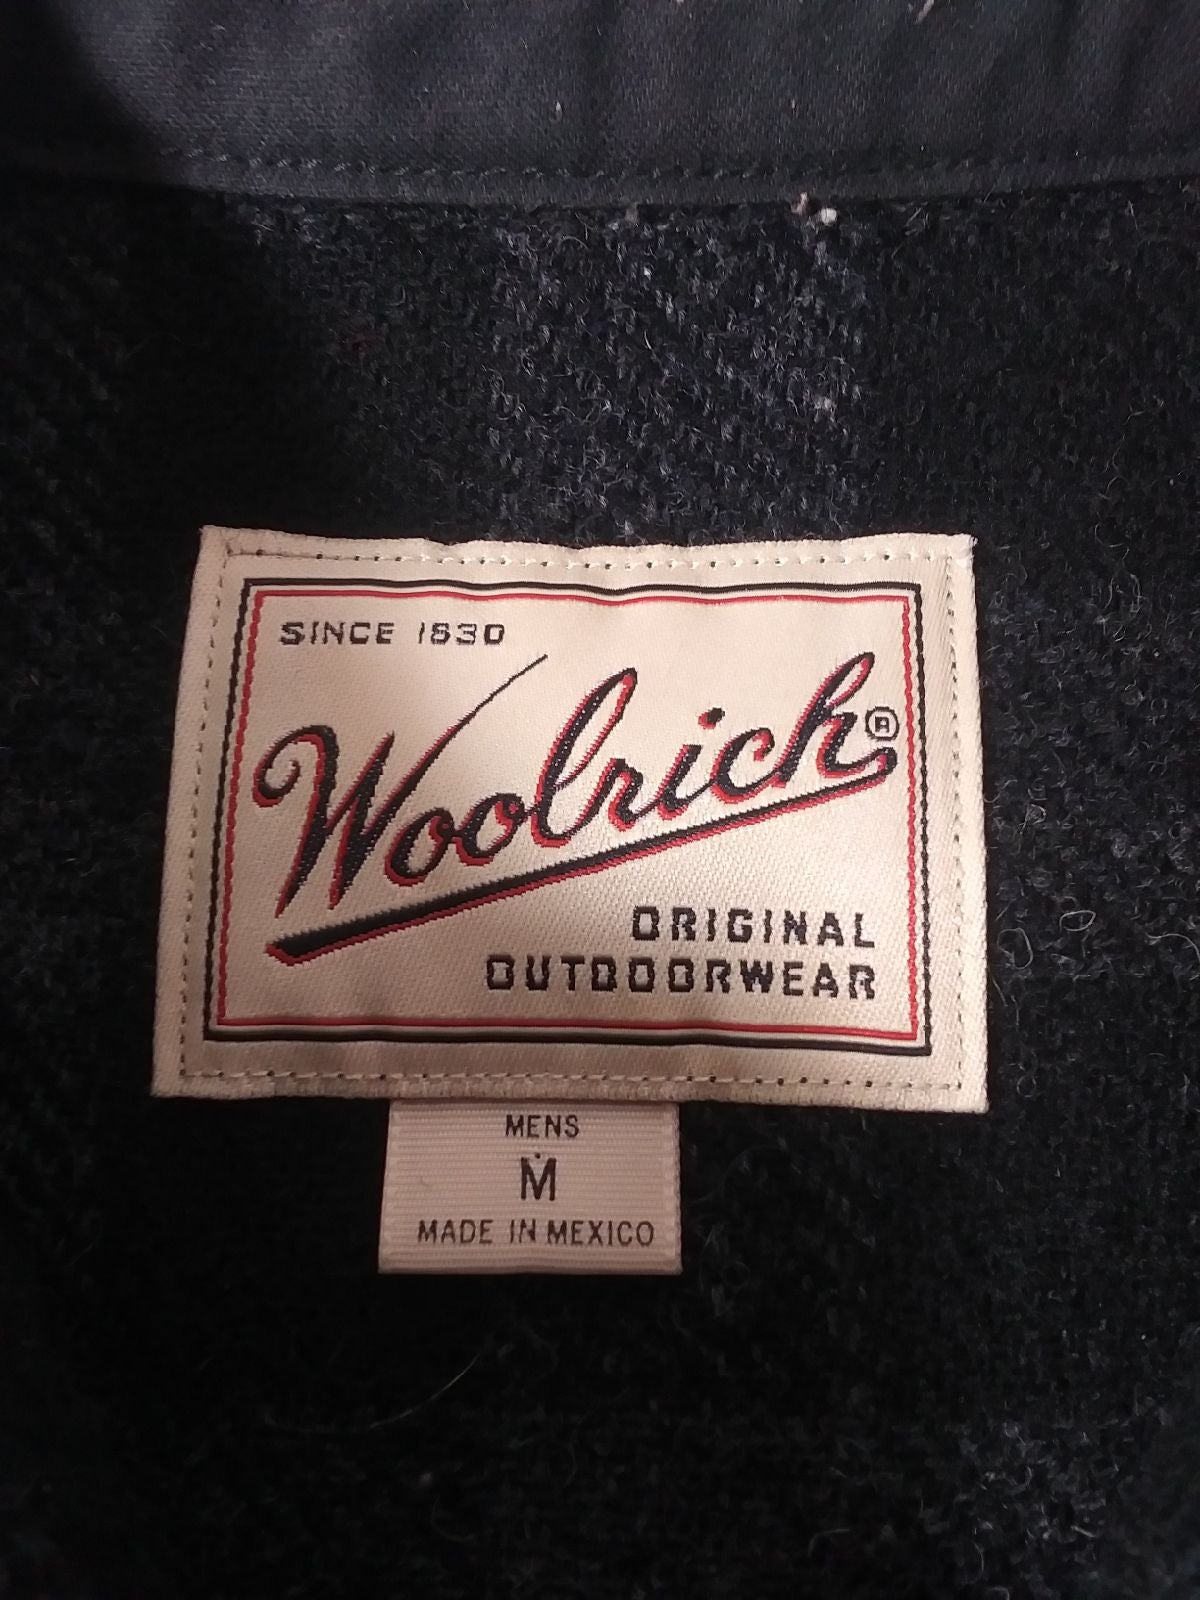 SINCE 1830
Woolrich®
ORIGINAL
OUTDOORWEAR
MENS
M
MADE IN MEXICO